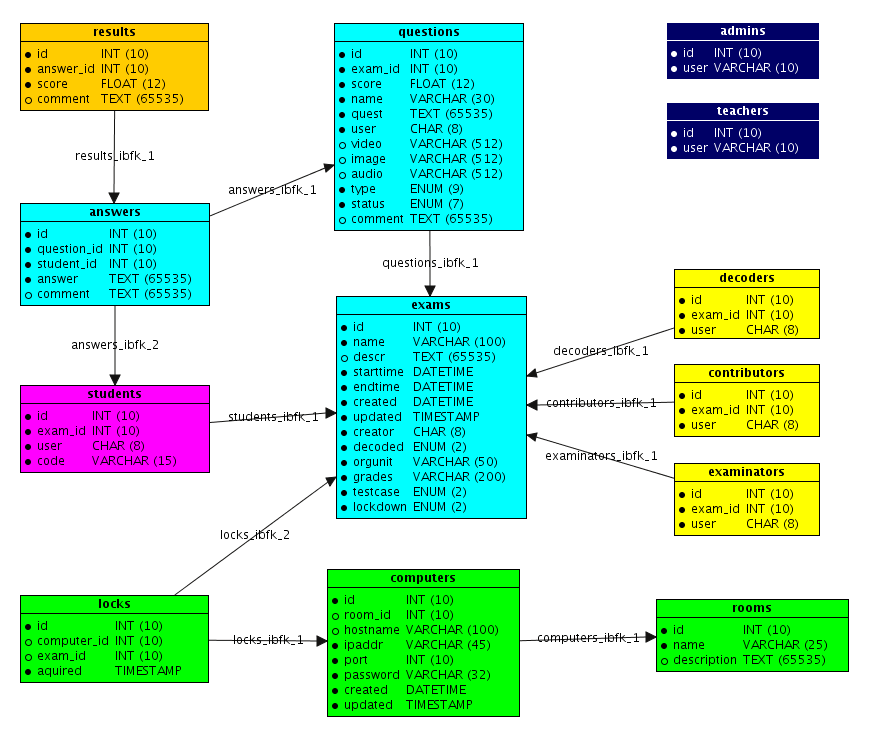 results
id INT (10)
answer_id INT (10)
score FLOAT (12)
comment TEXT (65535)
results_ibfk_1
questions
id INT (10)
exam_id INT (10)
score FLOAT (12)
name VARCHAR (30)
quest TEXT (65535)
user CHAR (8)
video VARCHAR (512)
image VARCHAR (512)
audio VARCHAR (512)
type ENUM (9)
status ENUM (7)
comment TEXT (65535)
admins
id INT (10)
user VARCHAR (10)
teachers
id INT (10)
user VARCHAR (10)
answers_ibfk_1
answers
id INT (10)
question_id INT (10)
student_id INT (10)
answer TEXT (65535)
comment TEXT (65535)
questions_ibfk_1
answers_ibfk_2
exams
id INT (10)
name VARCHAR (100)
descr TEXT (65535)
starttime DATETIME
endtime DATETIME
created DATETIME
updated TIMESTAMP
creator CHAR (8)
decoded ENUM (2)
orgunit VARCHAR (50)
grades VARCHAR (200)
testcase ENUM (2)
lockdown ENUM (2)
decoders
id INT (10)
exam_id INT (10)
user CHAR (8)
decoders_ibfk_1
contributors
id INT (10)
exam_id INT (10)
user CHAR (8)
contributors_ibfk_1
examinators
id INT (10)
exam_id INT (10)
user CHAR (8)
examinators_ibfk_1
students
id INT (10)
exam_id INT (10)
user CHAR (8)
code VARCHAR (15)
students_ibfk_1
locks_ibfk_2
locks
id INT (10)
computer_id INT (10)
exam_id INT (10)
aquired TIMESTAMP
locks_ibfk_1
computers
id INT (10)
room_id INT (10)
hostname VARCHAR (100)
ipaddr VARCHAR (45)
port INT (10)
password VARCHAR (32)
created DATETIME
updated TIMESTAMP
computers_ibfk_1
rooms
id INT (10)
name VARCHAR (25)
description TEXT (65535)